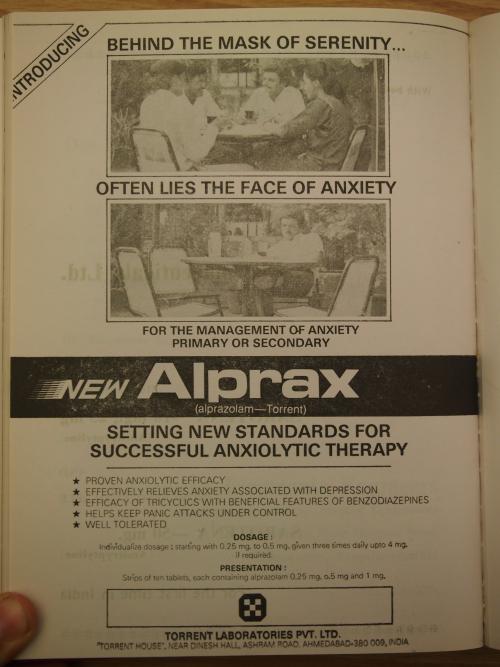 INTRODUCING
BEHIND THE MASK OF SERENITY...
OFTEN LIES THE FACE OF ANXIETY
FOR THE MANAGEMENT OF ANXIETY
PRIMARY OR SECONDARY
NEW Alprax
(alprazolam—Torrent)
SETTING NEW STANDARDS FOR
SUCCESSFUL ANXIOLYTIC THERAPY
★ PROVEN ANXIOLYTIC EFFICACY
★ EFFECTIVELY RELIEVES ANXIETY ASSOCIATED WITH DEPRESSION
★ EFFICACY OF TRICYCLICS WITH BENEFICIAL FEATURES OF BENZODIAZEPINES
★ HELPS KEEP PANIC ATTACKS UNDER CONTROL
★ WELL TOLERATED
DOSAGE :
Individualize dosage : starting with 0.25 mg. to 0.5 mg. given three times daily upto 4 mg.
if required.
PRESENTATION :
Strips of ten tablets, each containing alprazolam 0.25 mg, 0.5 mg and 1 mg.
TORRENT LABORATORIES PVT. LTD.
"TORRENT HOUSE", NEAR DINESH HALL, ASHRAM ROAD, AHMEDABAD-380 009, INDIA